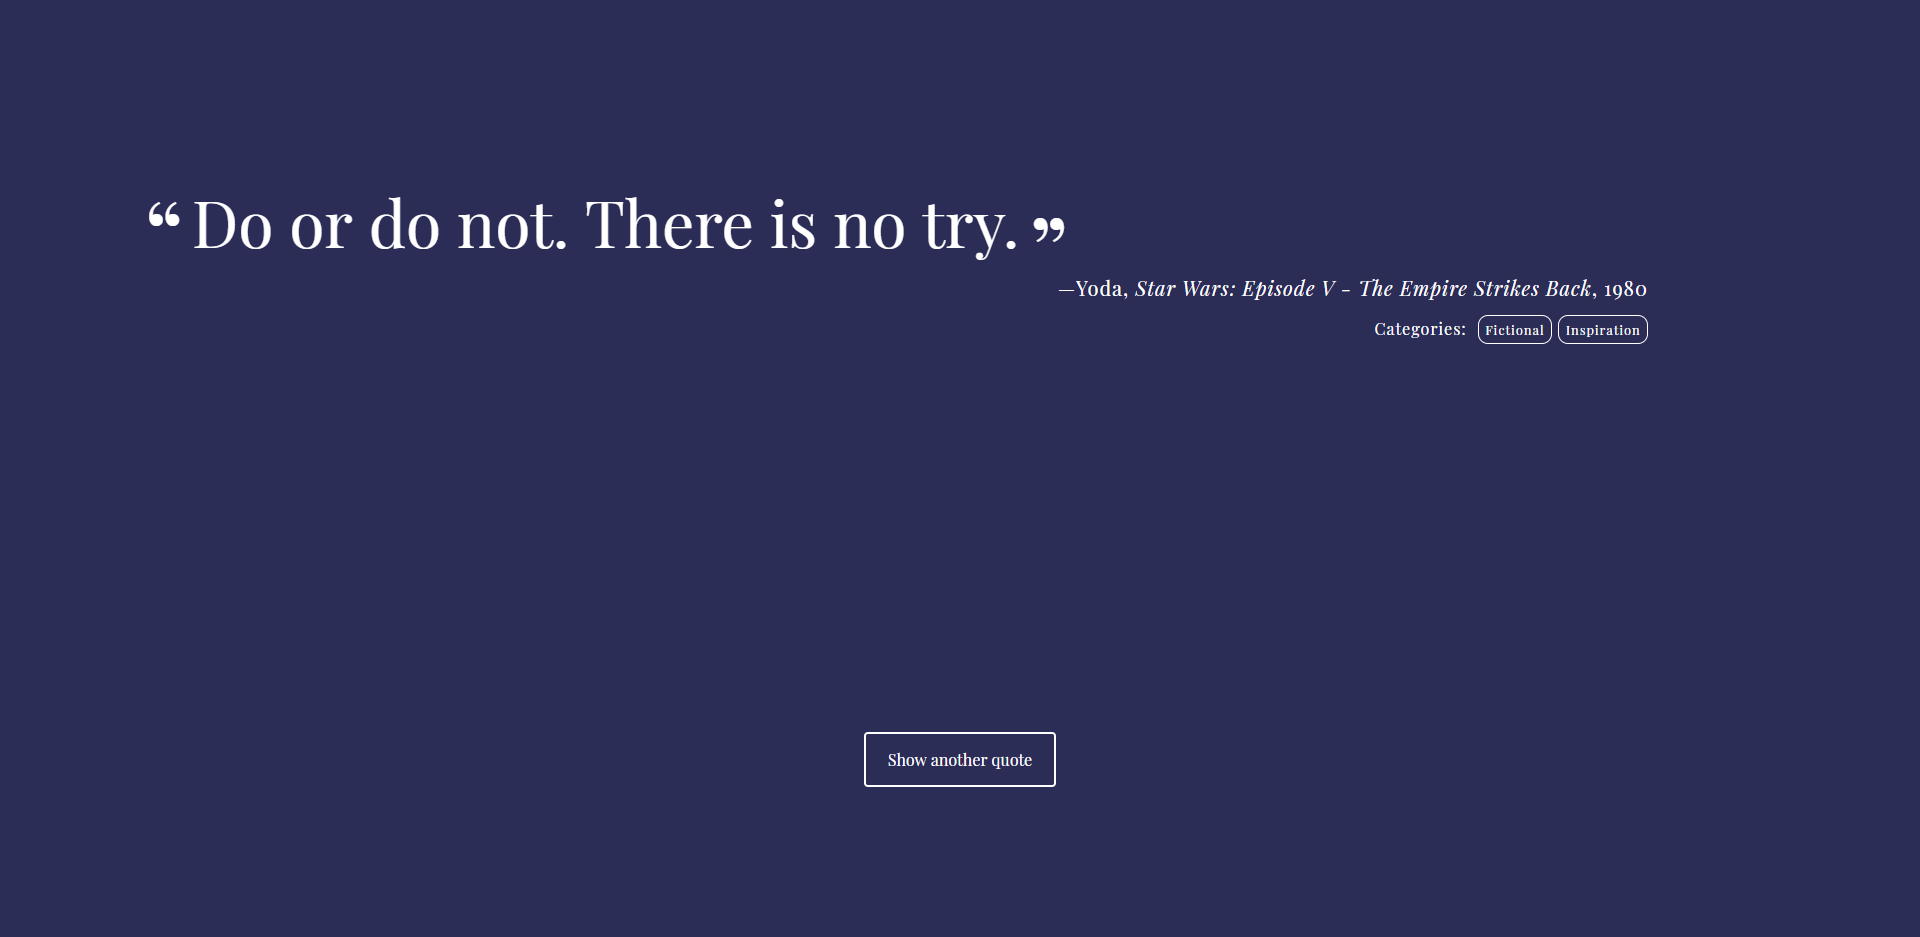 “ Do or do not. There is no try. ”
—Yoda, Star Wars: Episode V - The Empire Strikes Back, 1980
Categories: Fictional Inspiration
Show another quote